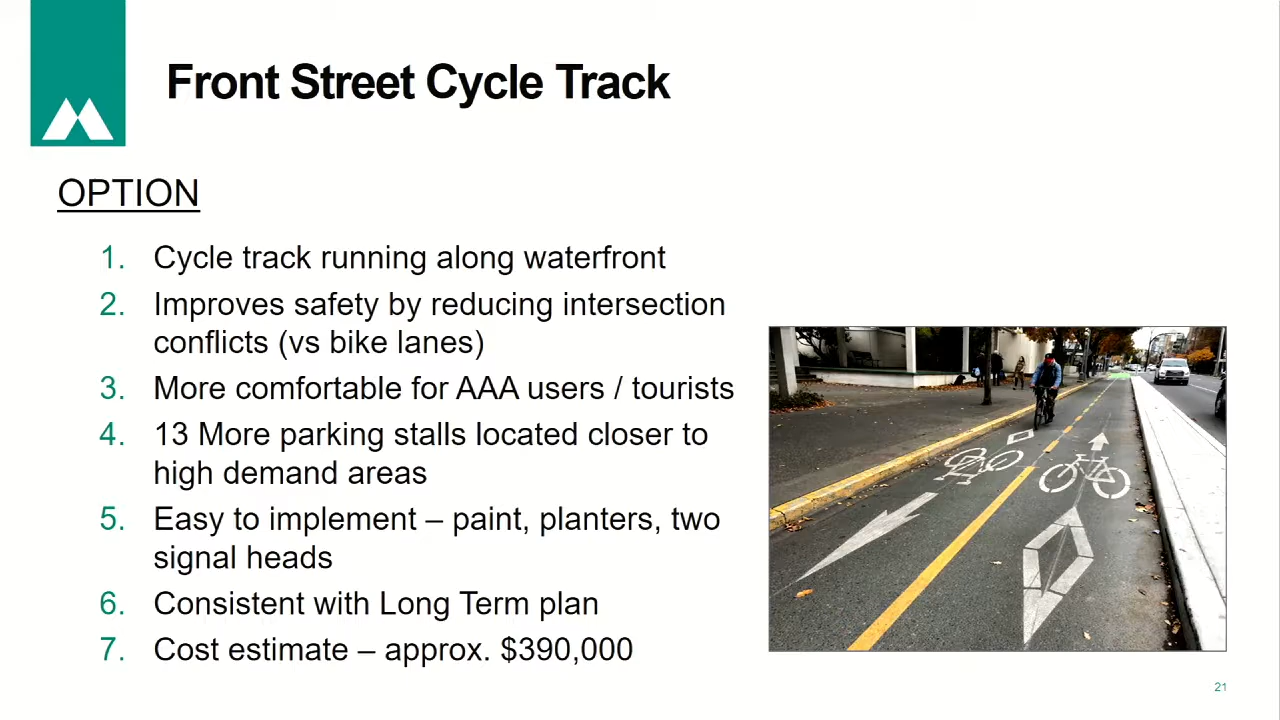 Front Street Cycle Track
OPTION
1. Cycle track running along waterfront
2. Improves safety by reducing intersection
conflicts (vs bike lanes)
3. More comfortable for AAA users / tourists
4. 13 More parking stalls located closer to
high demand areas
5. Easy to implement – paint, planters, two
signal heads
6. Consistent with Long Term plan
7. Cost estimate – approx. $390,000
21